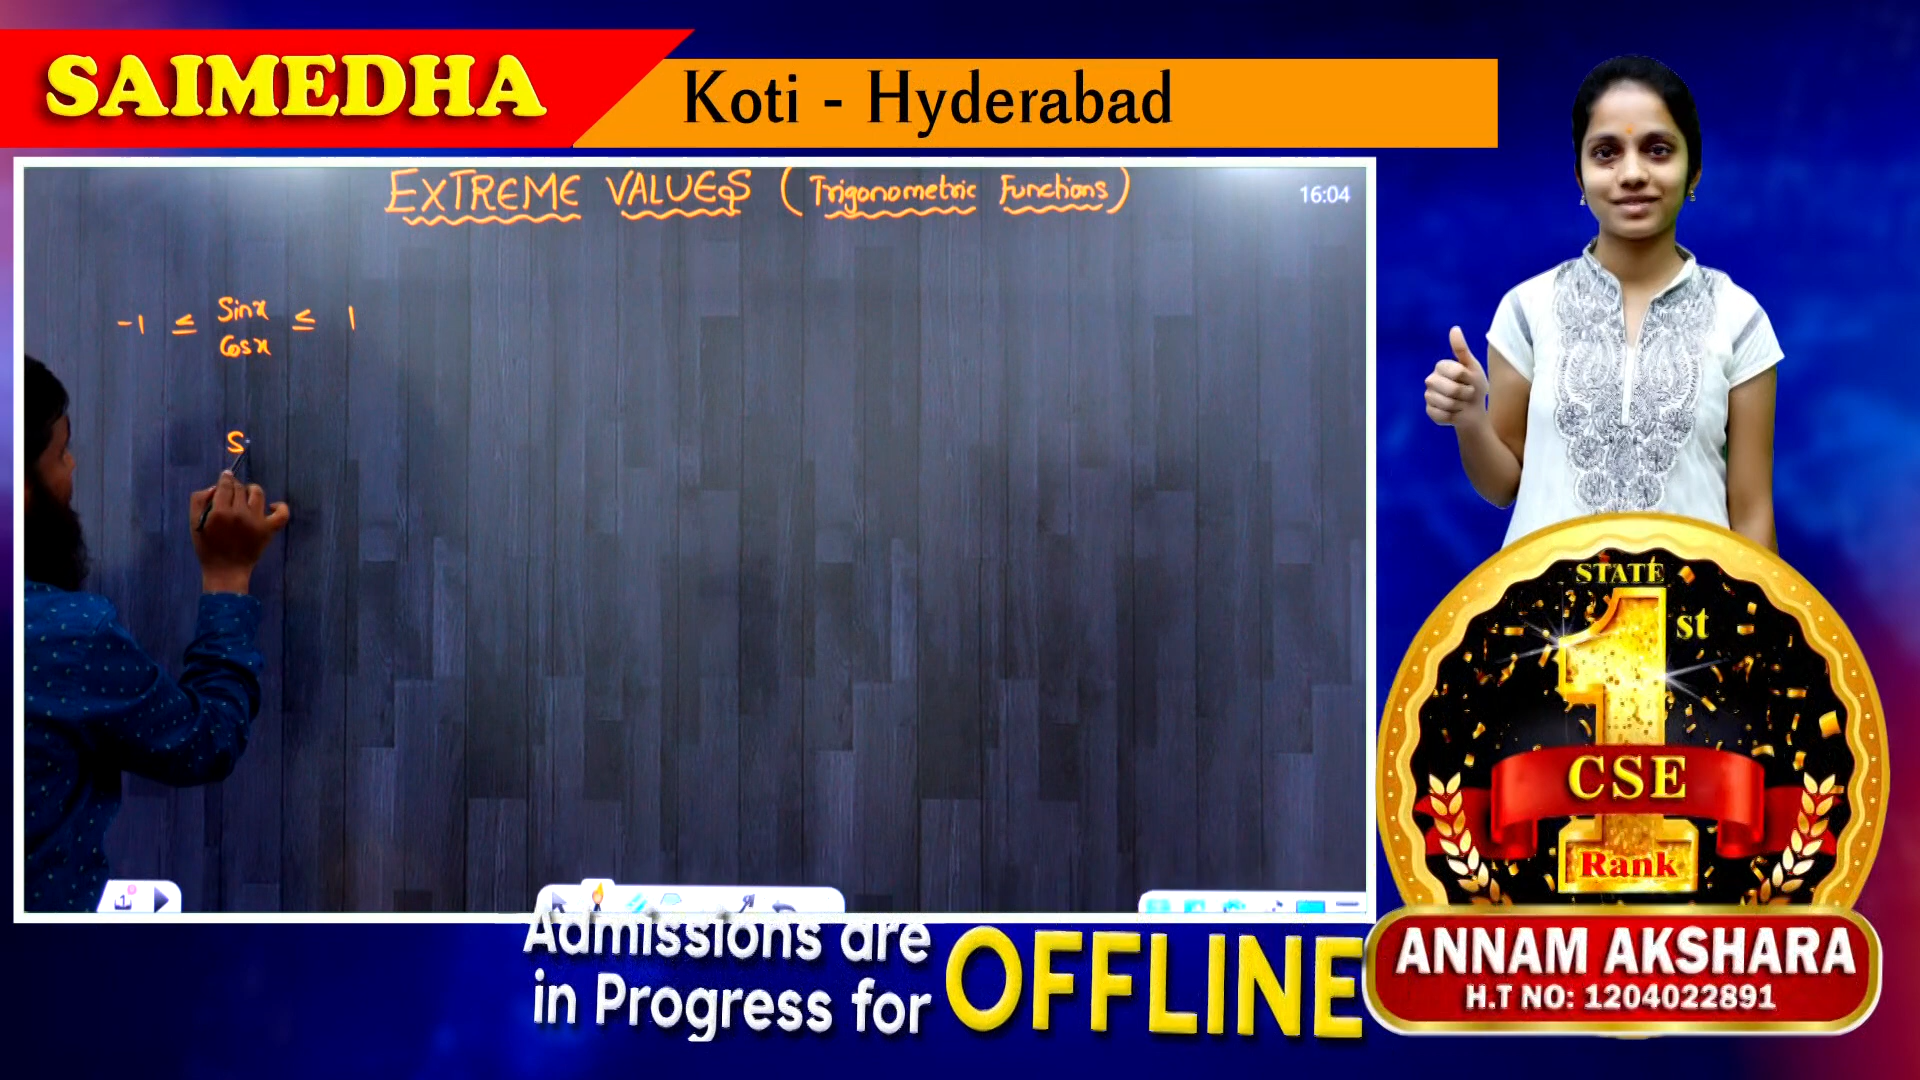 SAIMEDHA
Koti - Hyderabad
EXTREME VALUES (Trigonometric Functions)
16:04
-1 ≤ Sinx ≤ 1
Cosx
S
STATE
1st
CSE
Rank
Admissions are
in Progress for
OFFLINE
ANNAM AKSHARA
H.T NO: 1204022891